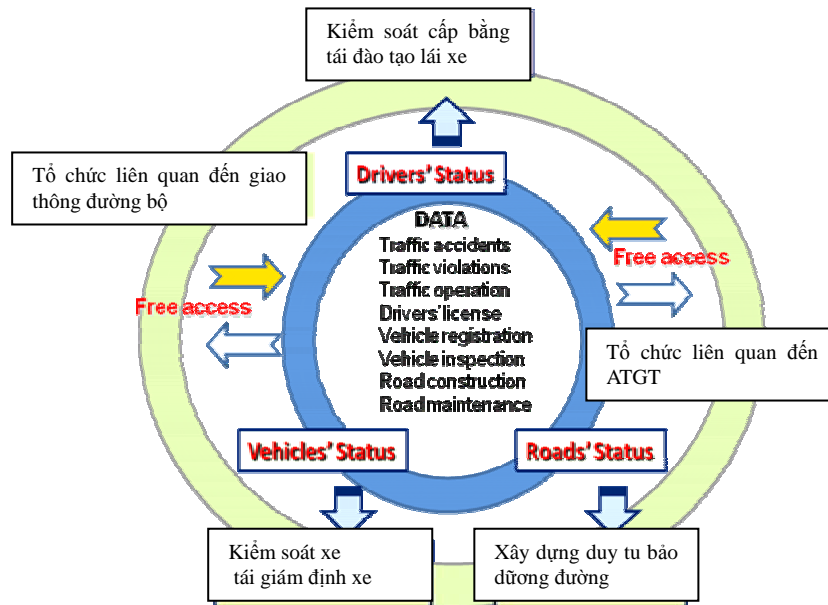 Kiểm soát cấp bằng
tái đào tạo lái xe
Tổ chức liên quan đến giao
thông đường bộ
Drivers' Status
DATA
Traffic accidents
Traffic violations
Traffic operation
Drivers' license
Vehicle registration
Vehicle inspection
Road construction
Road maintenance
Free access
Free access
Tổ chức liên quan đến
ATGT
Vehicles' Status
Roads' Status
Kiểm soát xe
tái giám định xe
Xây dựng duy tu bảo
dữơng đường